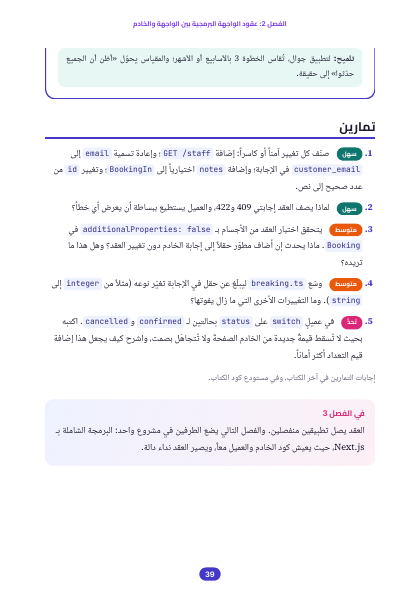 الفصل 2: عقود الواجهة البرمجية بين الواجهة والخادم
تلميح: لتطبيق جوال، تُقاس الخطوة 3 بالأسابيع أو الأشهر؛ والمقياس يحوّل «أظن أن الجميع
حدّثوا» إلى حقيقة.
تمارين
1. سهل صنّف كل تغيير آمناً أو كاسراً: إضافة GET /staff؛ وإعادة تسمية email إلى
customer_email في الإجابة؛ وإضافة notes اختيارياً إلى BookingIn؛ وتغيير id من
عدد صحيح إلى نص.
2. سهل لماذا يصف العقد إجابتي 409 و422، والعميل يستطيع ببساطة أن يعرض أي خطأ؟
3. متوسط يتحقق اختبار العقد من الأجسام بـ additionalProperties: false في
Booking. ماذا يحدث إن أضاف مطوّر حقلاً إلى إجابة الخادم دون تغيير العقد؟ وهل هذا ما
تريده؟
4. متوسط وسّع breaking.ts ليبلّغ عن حقل في الإجابة تغيّر نوعه (مثلاً من integer إلى
string). وما التغييرات الأخرى التي ما زال يفوتها؟
5. تحدٍّ في عميل switch على status بحالتين لـ confirmed و cancelled. اكتبه
بحيث لا تُسقط قيمةٌ جديدة من الخادم الصفحةَ ولا تُتجاهَل بصمت، واشرح كيف يجعل هذا إضافة
قيم التعداد أكثر أماناً.
إجابات التمارين في آخر الكتاب، وفي مستودع كود الكتاب.
في الفصل 3
العقد يصل تطبيقين منفصلين. والفصل التالي يضع الطرفين في مشروع واحد: البرمجة الشاملة بـ
Next.js، حيث يعيش كود الخادم والعميل معاً، ويصير العقد نداء دالة.
39